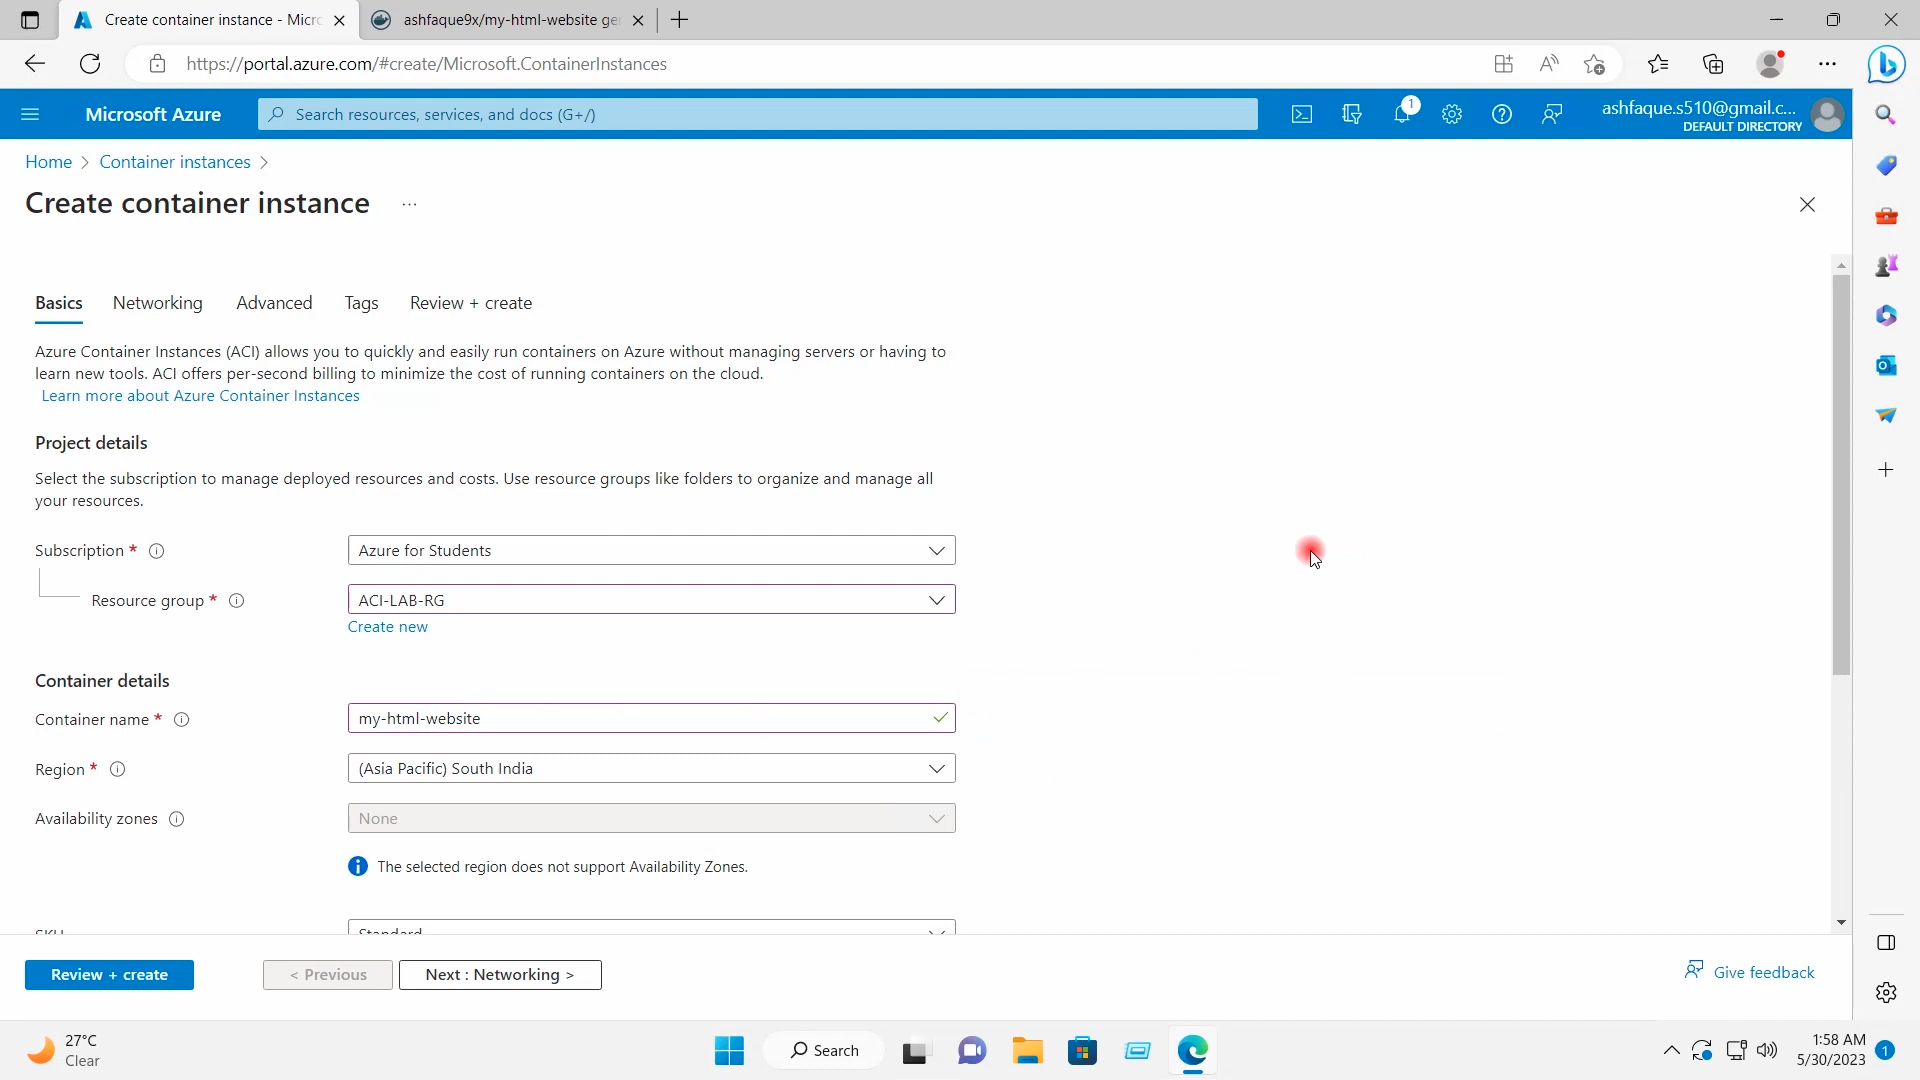 Create container instance - Micro
ashfaque9x/my-html-website ge
https://portal.azure.com/#create/Microsoft.ContainerInstances
Microsoft Azure
Search resources, services, and docs (G+/)
1
ashfaque.s510@gmail.c...
DEFAULT DIRECTORY
Home > Container instances >
Create container instance ...
Basics Networking Advanced Tags Review + create
Azure Container Instances (ACI) allows you to quickly and easily run containers on Azure without managing servers or having to
learn new tools. ACI offers per-second billing to minimize the cost of running containers on the cloud.
Learn more about Azure Container Instances
Project details
Select the subscription to manage deployed resources and costs. Use resource groups like folders to organize and manage all
your resources.
Subscription * Azure for Students
Resource group * ACI-LAB-RG
Create new
Container details
Container name * my-html-website
Region * (Asia Pacific) South India
Availability zones None
The selected region does not support Availability Zones.
SKU Standard
Review + create < Previous Next : Networking > Give feedback
27°C
Clear
Search
1:58 AM
5/30/2023
1